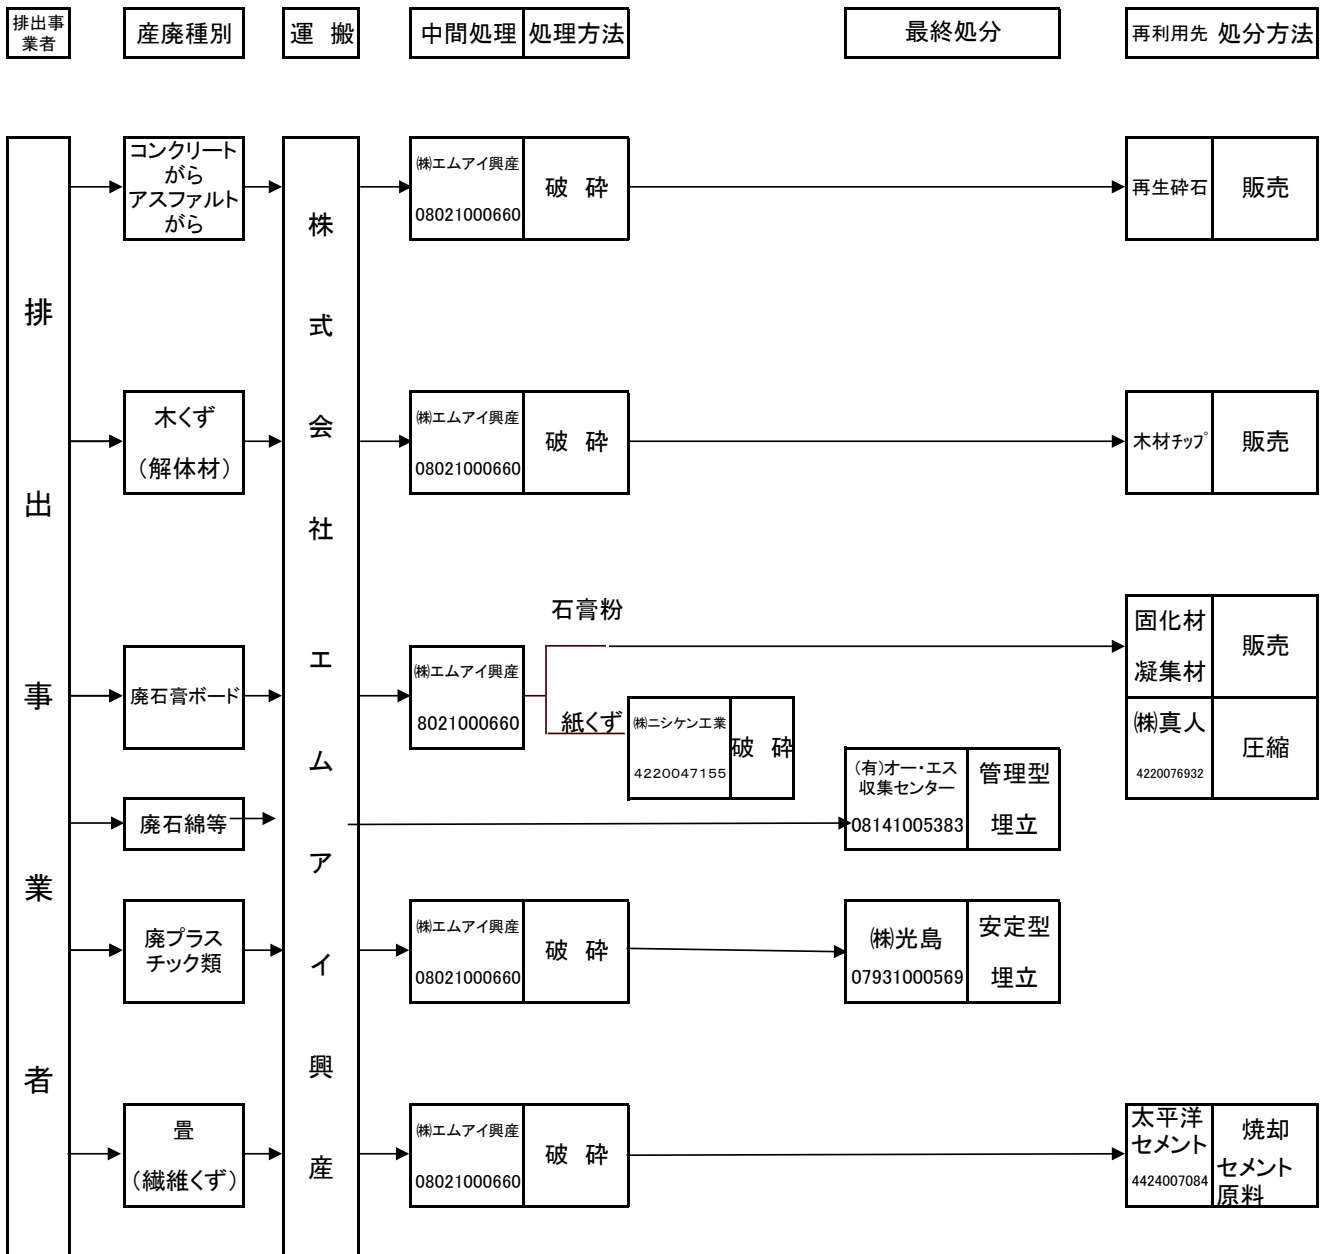 排出事
業者
産廃種別
運 搬
中間処理
処理方法
最終処分
再利用先
処分方法
排出事業者
株式会社エムアイ興産
コンクリート
がら
アスファルト
がら
㈱エムアイ興産
08021000660
破 砕
再生砕石
販売
木くず
（解体材）
㈱エムアイ興産
08021000660
破 砕
木材ﾁｯﾌﾟ
販売
廃石膏ボード
㈱エムアイ興産
8021000660
石膏粉
固化材
凝集材
販売
紙くず
㈱ニシケン工業
4220047155
破 砕
㈱真人
4220076932
圧縮
廃石綿等
(有)オー・エス
収集センター
08141005383
管理型
埋立
廃プラス
チック類
㈱エムアイ興産
08021000660
破 砕
㈱光島
07931000569
安定型
埋立
畳
（繊維くず）
㈱エムアイ興産
08021000660
破 砕
太平洋
セメント
4424007084
焼却
セメント
原料